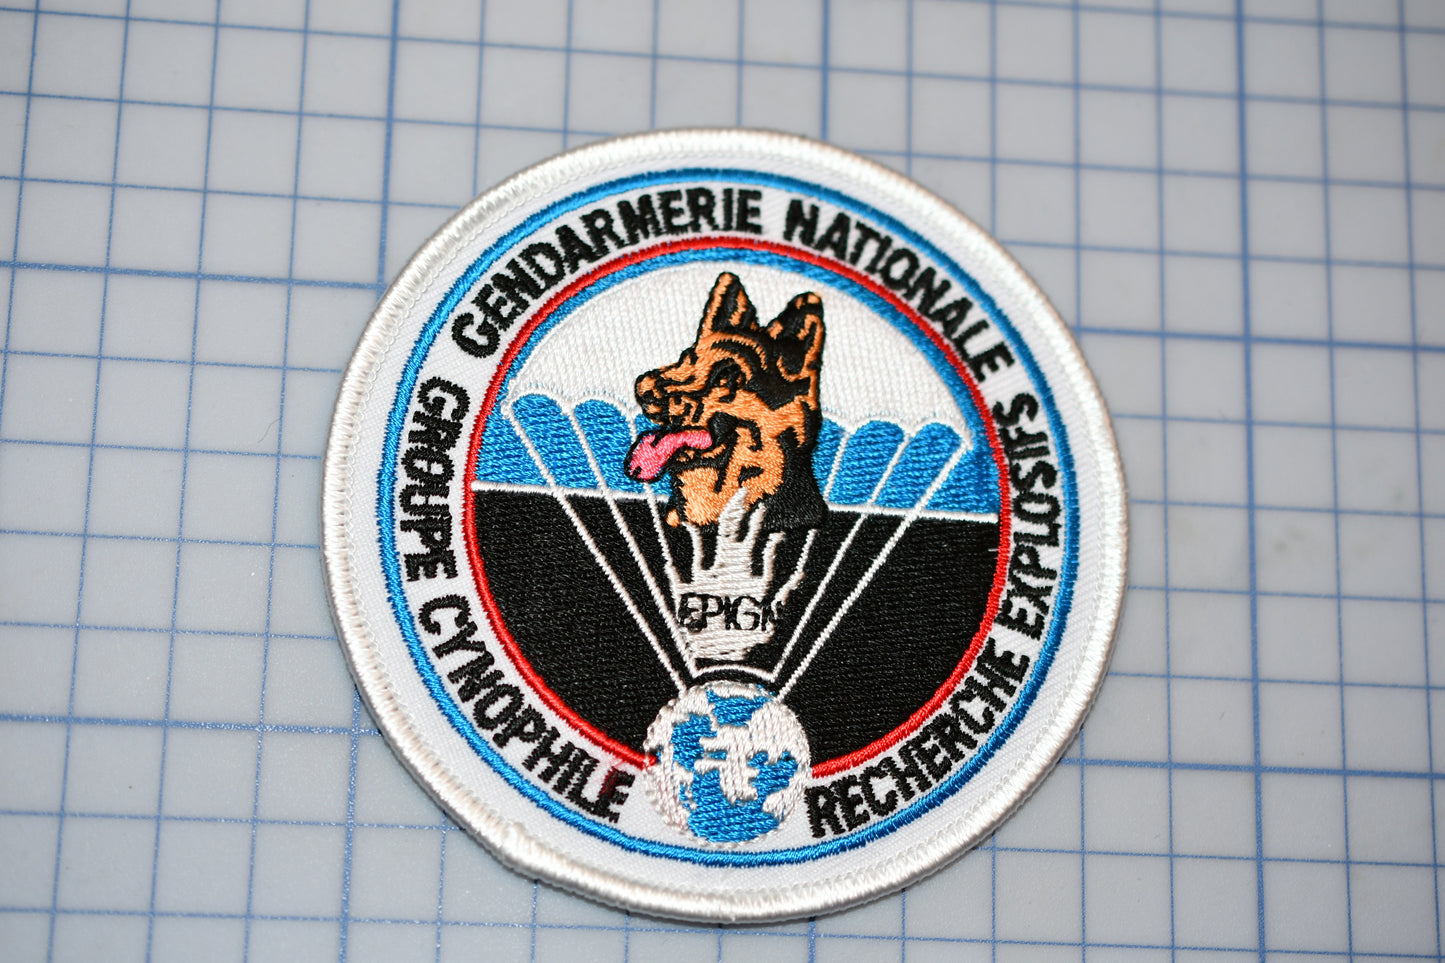 GENDARMERIE NATIONALE
GROUPE CYNOPHILE
RECHERCHE EXPLOSIFS
EPIGN